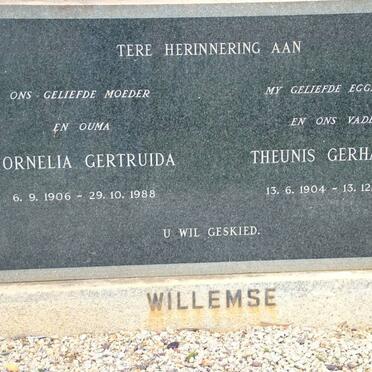 TERE HERINNERING AAN
ONS GELIEFDE MOEDER
EN OUMA
ORNELIA GERTRUIDA
6. 9. 1906 - 29. 10. 1988
MY GELIEFDE EGG
EN ONS VADE
THEUNIS GERHA
13. 6. 1904 - 13. 12.
U WIL GESKIED.
WILLEMSE